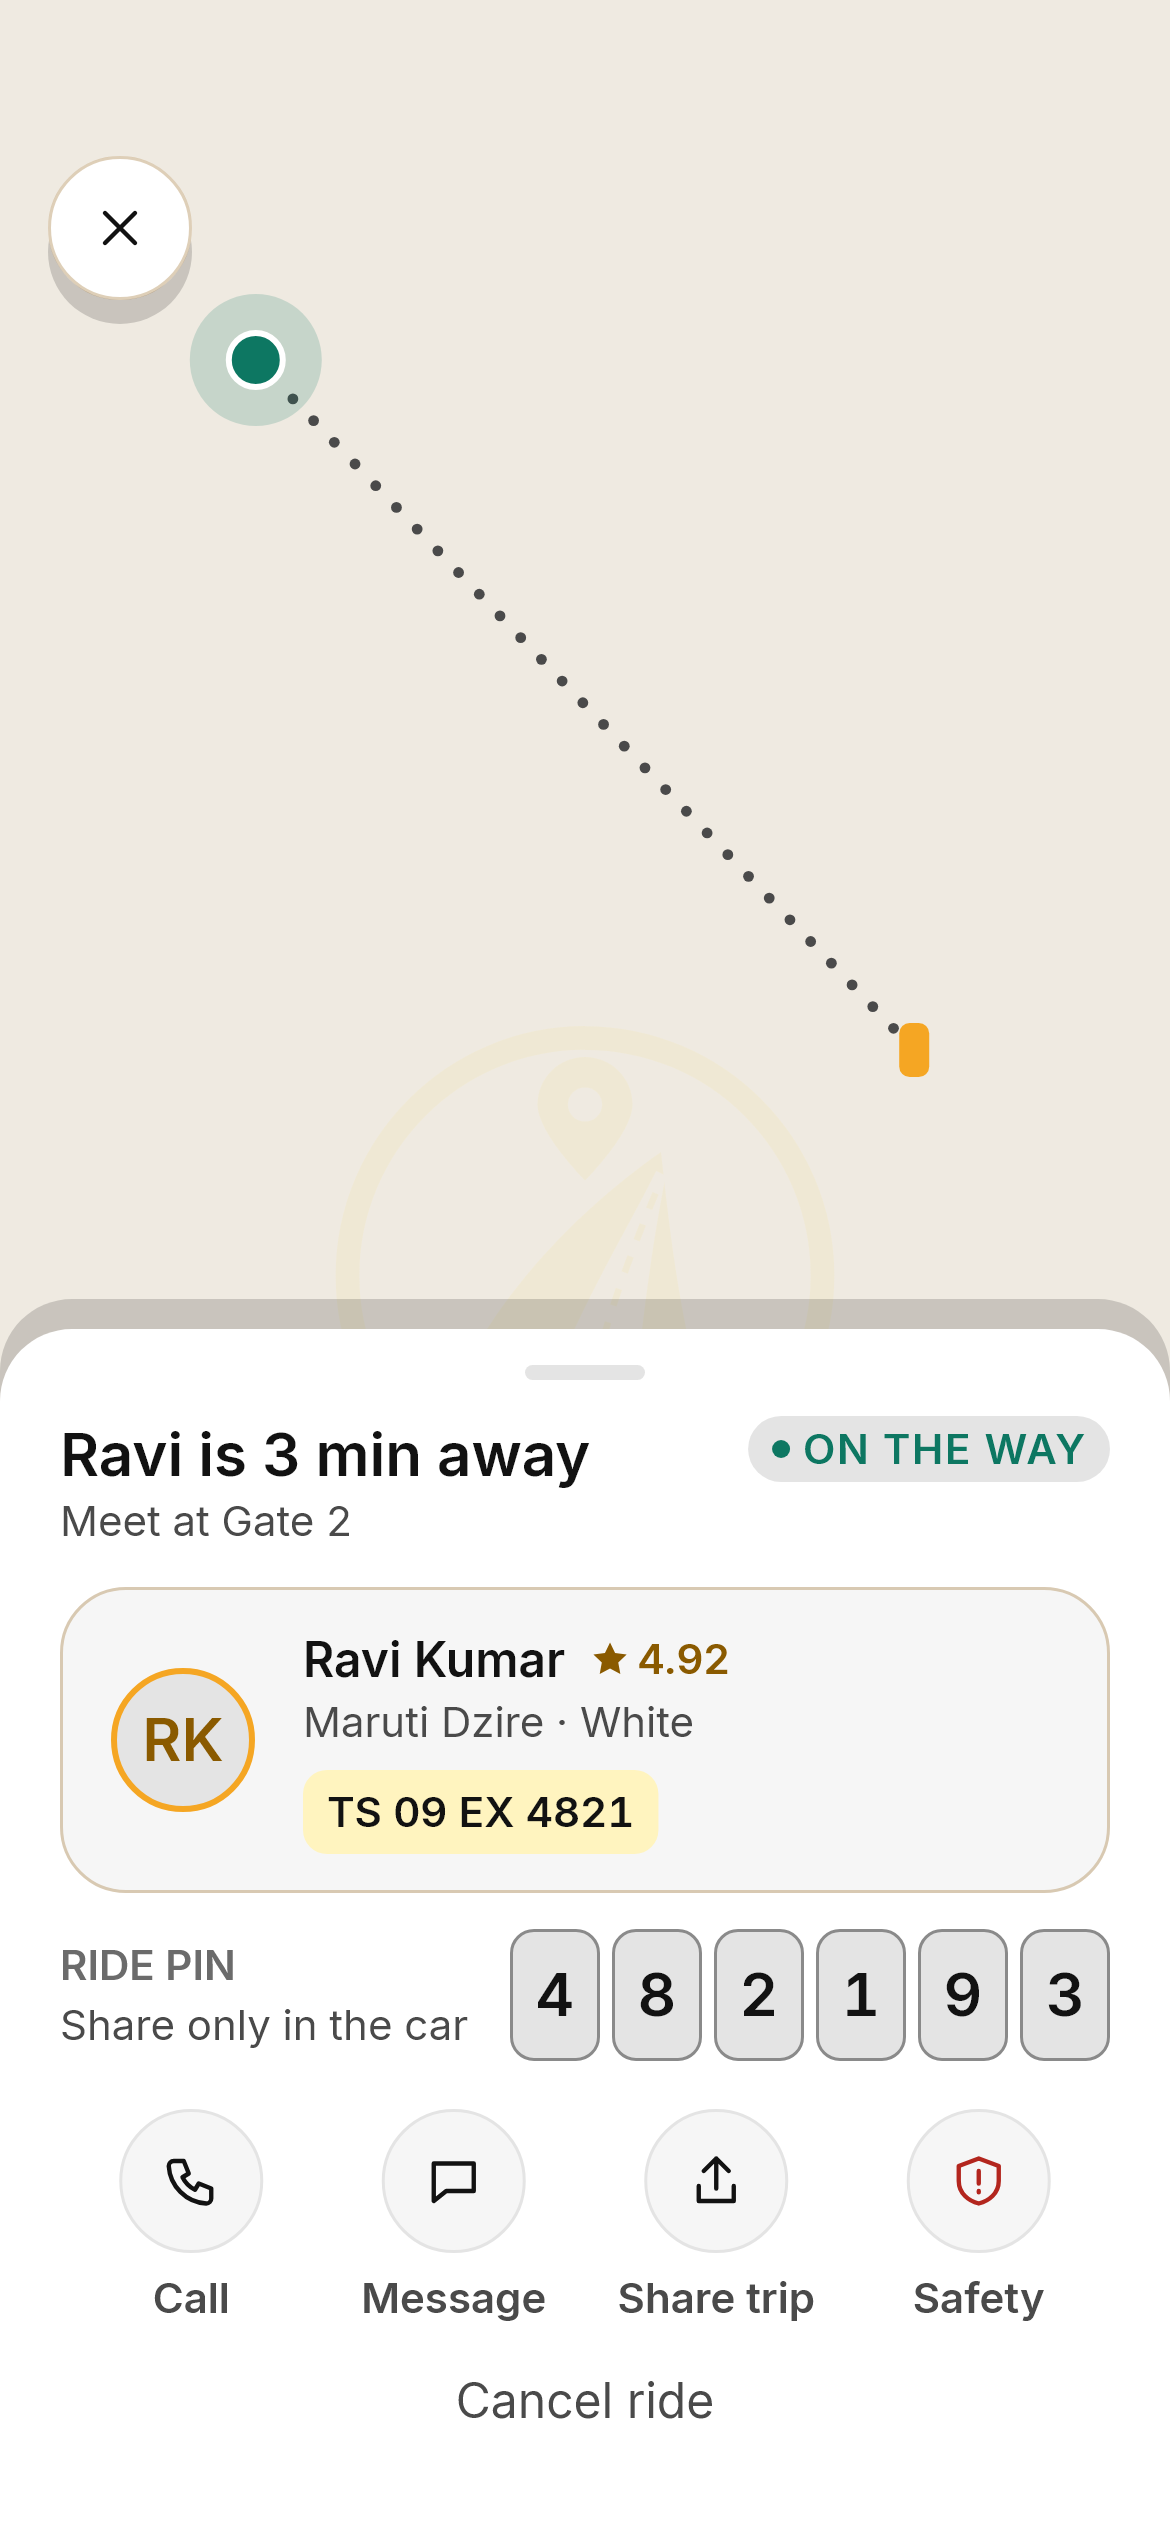 Ravi is 3 min away
ON THE WAY
Meet at Gate 2
RK
Ravi Kumar ★ 4.92
Maruti Dzire · White
TS 09 EX 4821
RIDE PIN
Share only in the car
4 8 2 1 9 3
Call Message Share trip Safety
Cancel ride